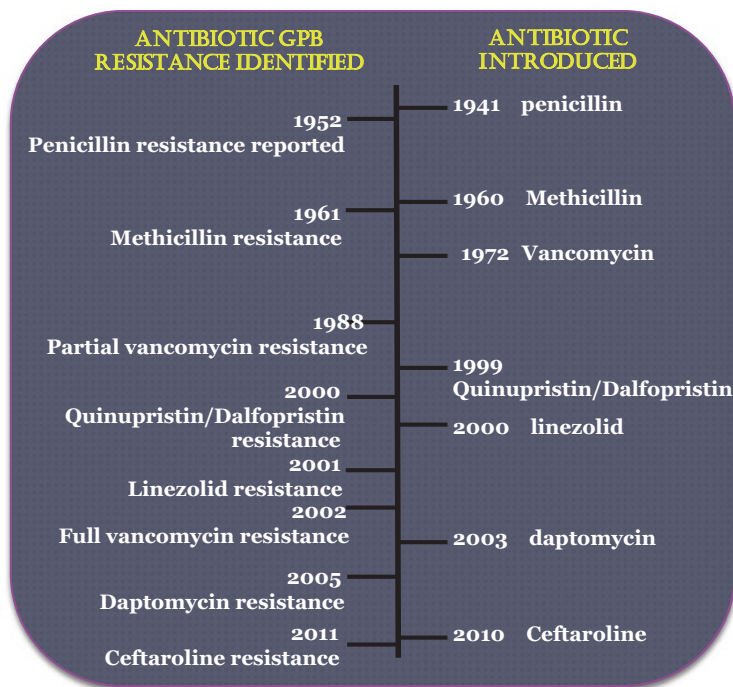 ANTIBIOTIC GPB
RESISTANCE IDENTIFIED
ANTIBIOTIC
INTRODUCED
1941 penicillin
1952
Penicillin resistance reported
1960 Methicillin
1961
Methicillin resistance
1972 Vancomycin
1988
Partial vancomycin resistance
1999
Quinupristin/Dalfopristin
2000
Quinupristin/Dalfopristin
resistance
2000 linezolid
2001
Linezolid resistance
2002
Full vancomycin resistance
2003 daptomycin
2005
Daptomycin resistance
2010 Ceftaroline
2011
Ceftaroline resistance